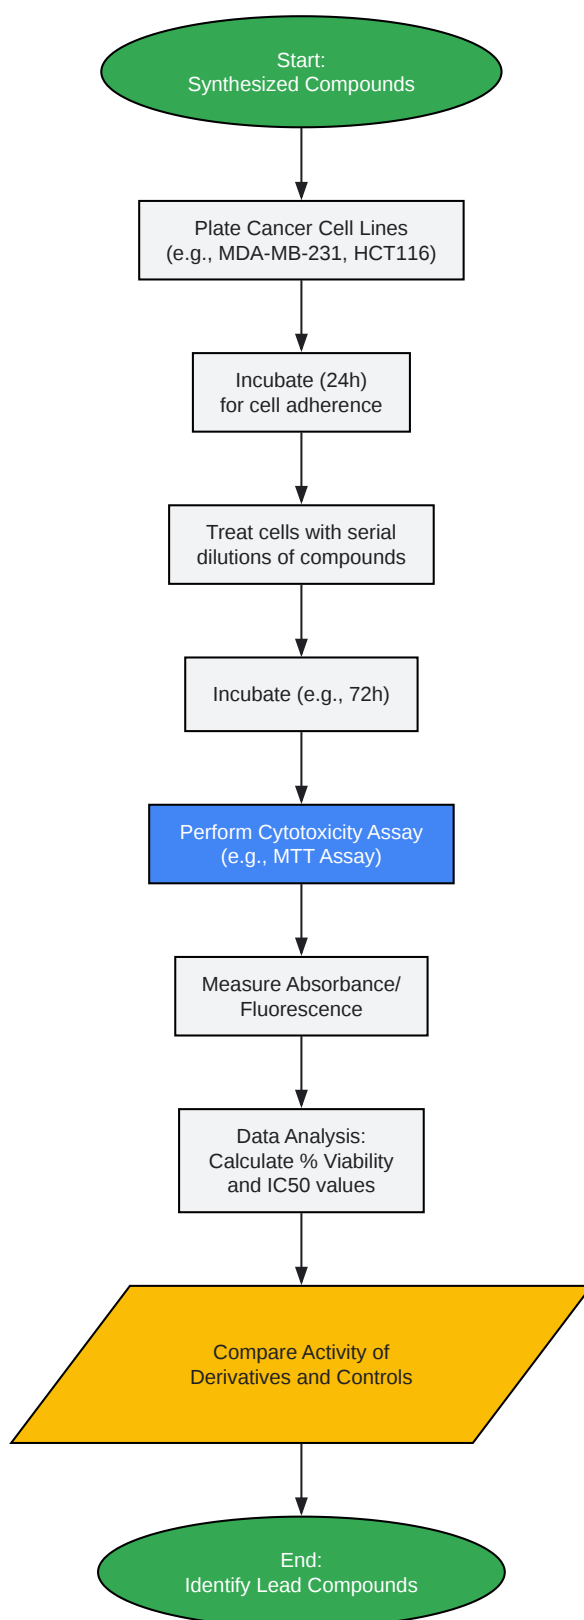 Start:
Synthesized Compounds
Plate Cancer Cell Lines
(e.g., MDA-MB-231, HCT116)
Incubate (24h)
for cell adherence
Treat cells with serial
dilutions of compounds
Incubate (e.g., 72h)
Perform Cytotoxicity Assay
(e.g., MTT Assay)
Measure Absorbance/
Fluorescence
Data Analysis:
Calculate % Viability
and IC50 values
Compare Activity of
Derivatives and Controls
End:
Identify Lead Compounds